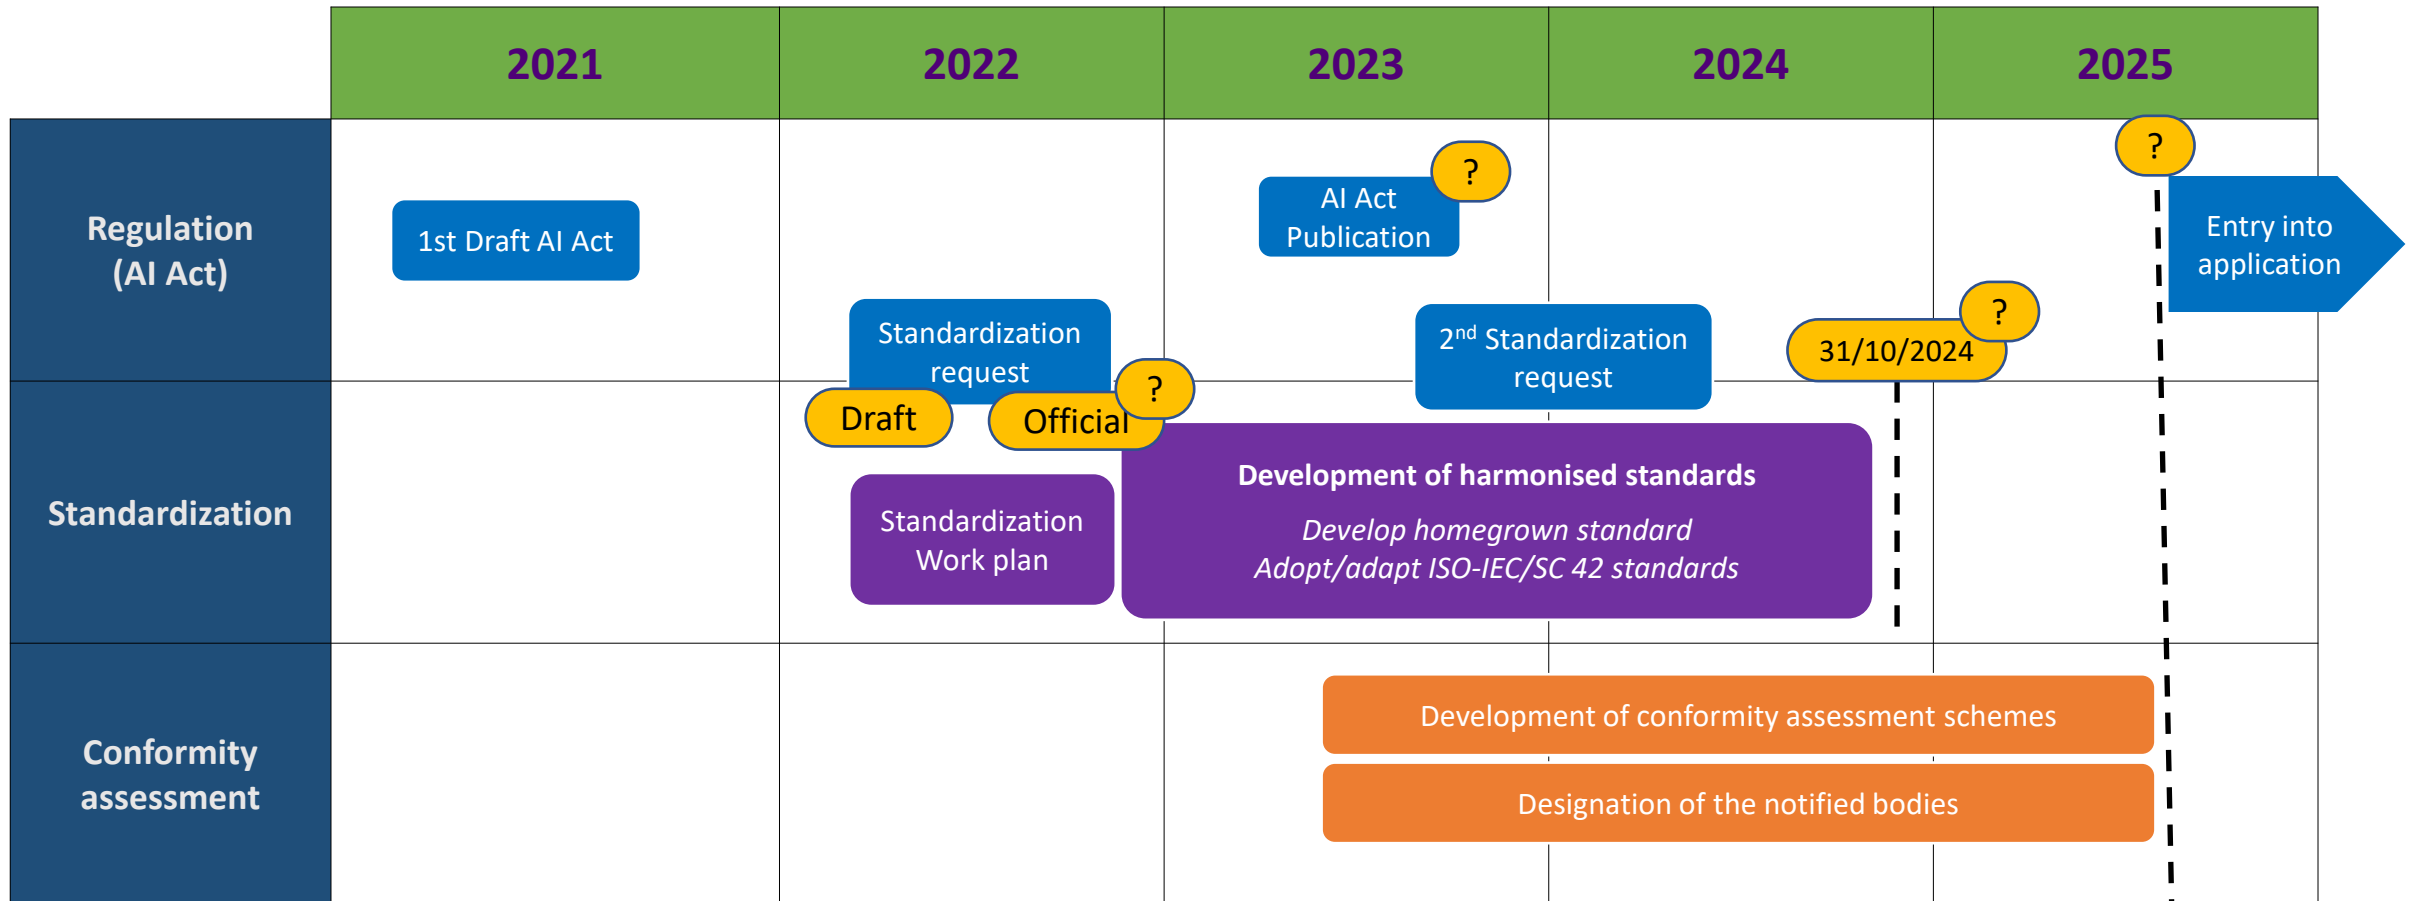 2021
2022
2023
2024
2025
Regulation
(AI Act)
1st Draft AI Act
AI Act
Publication
?
?
Entry into
application
Standardization
request
Draft
Official
?
2nd Standardization
request
31/10/2024
?
Standardization
Standardization
Work plan
Development of harmonised standards
Develop homegrown standard
Adopt/adapt ISO-IEC/SC 42 standards
Conformity
assessment
Development of conformity assessment schemes
Designation of the notified bodies